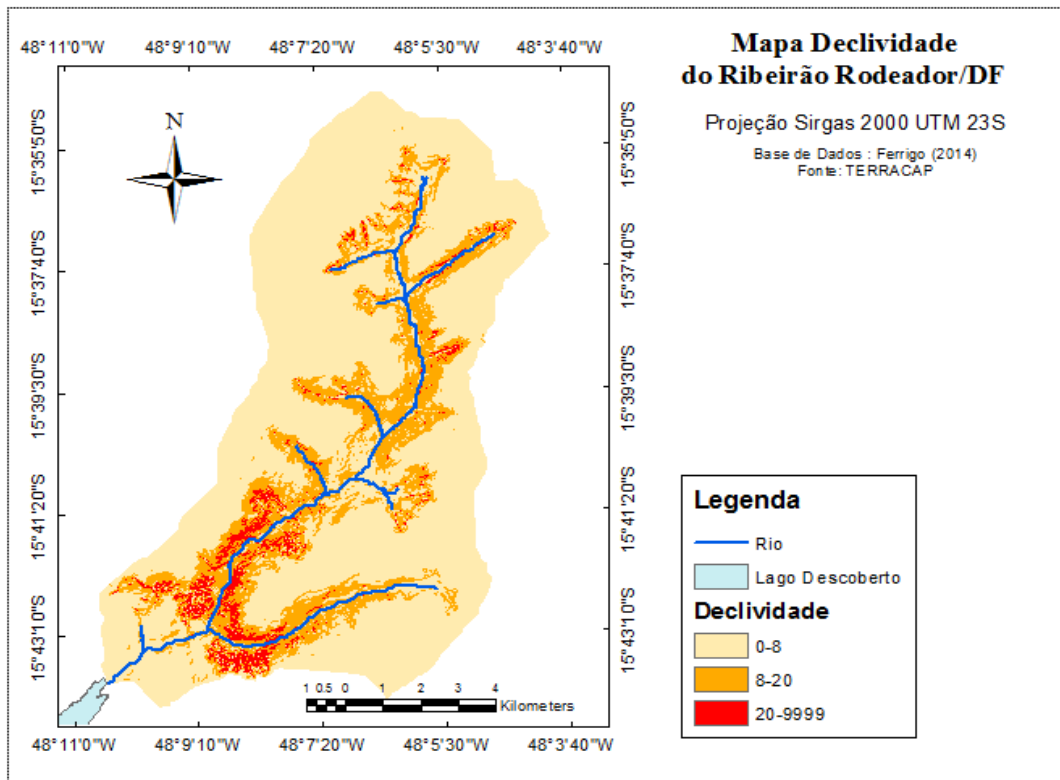 Mapa Declividade
do Ribeirão Rodeador/DF
Projeção Sirgas 2000 UTM 23S
Base de Dados : Ferrigo (2014)
Fonte: TERRACAP
48°11'0"W 48°9'10"W 48°7'20"W 48°5'30"W 48°3'40"W
15°35'50"S 15°35'50"S
N
15°37'40"S 15°37'40"S
15°39'30"S 15°39'30"S
15°41'20"S 15°41'20"S
15°43'10"S 15°43'10"S
1 0.5 0 1 2 3 4
Kilometers
48°11'0"W 48°9'10"W 48°7'20"W 48°5'30"W 48°3'40"W
Legenda
Rio
Lago Descoberto
Declividade
0-8
8-20
20-9999